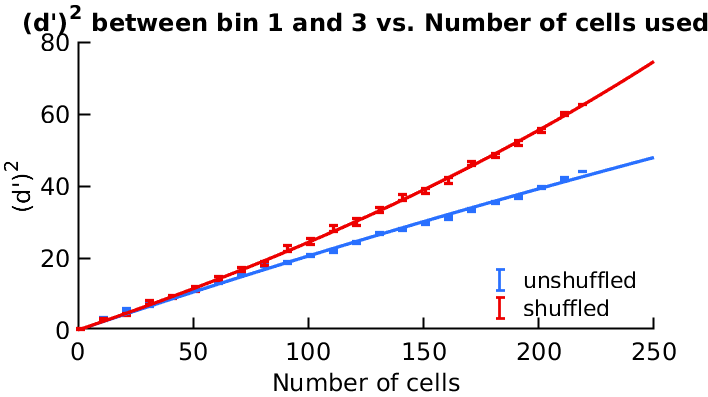 (d')² between bin 1 and 3 vs. Number of cells used
80
60
40
20
0
(d')²
0 50 100 150 200 250
Number of cells
unshuffled
shuffled